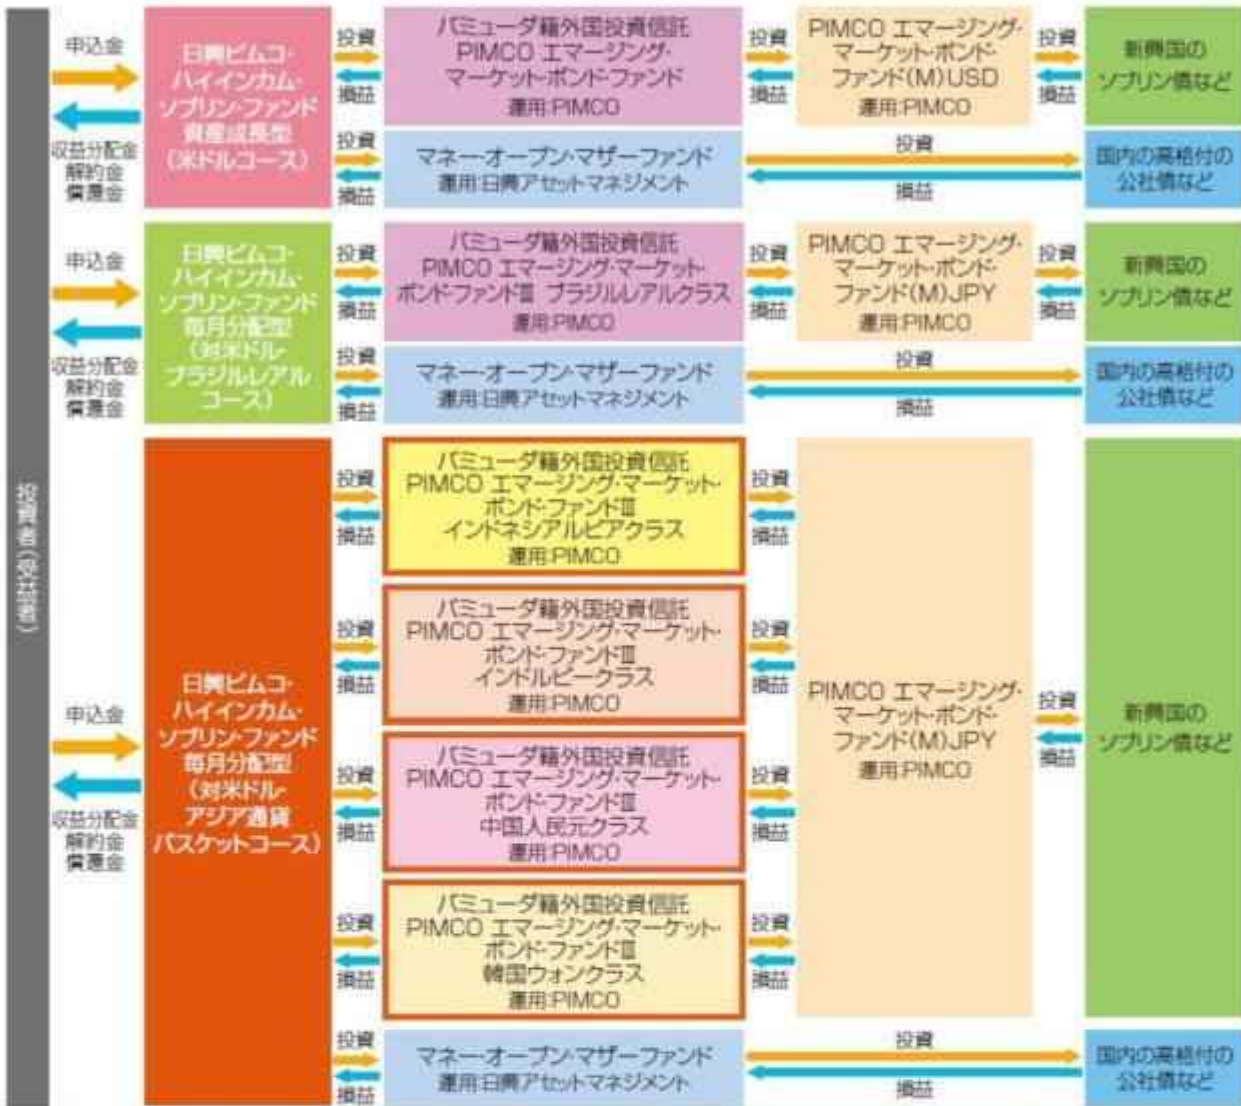 投資者(受益者)
申込金
収益分配金
解約金
償還金
日興ピムコ・
ハイインカム・
ソブリン・ファンド
資産成長型
(米ドルコース)
投資
損益
バミューダ籍外国投資信託
PIMCO エマージング・
マーケット・ボンド・ファンド
運用:PIMCO
投資
損益
PIMCO エマージング・
マーケット・ボンド・
ファンド(M)USD
運用:PIMCO
投資
損益
新興国の
ソブリン債など
投資
損益
マネー・オープン・マザーファンド
運用:日興アセットマネジメント
投資
損益
国内の高格付の
公社債など
申込金
収益分配金
解約金
償還金
日興ピムコ・
ハイインカム・
ソブリン・ファンド
毎月分配型
(対米ドル・
ブラジルレアル
コース)
投資
損益
バミューダ籍外国投資信託
PIMCO エマージング・マーケット・
ボンド・ファンドⅢ ブラジルレアルクラス
運用:PIMCO
投資
損益
PIMCO エマージング・
マーケット・ボンド・
ファンド(M)JPY
運用:PIMCO
投資
損益
新興国の
ソブリン債など
投資
損益
マネー・オープン・マザーファンド
運用:日興アセットマネジメント
投資
損益
国内の高格付の
公社債など
申込金
収益分配金
解約金
償還金
日興ピムコ・
ハイインカム・
ソブリン・ファンド
毎月分配型
(対米ドル・
アジア通貨
バスケットコース)
投資
損益
バミューダ籍外国投資信託
PIMCO エマージング・マーケット・
ボンド・ファンドⅢ
インドネシアルピアクラス
運用:PIMCO
投資
損益
投資
損益
バミューダ籍外国投資信託
PIMCO エマージング・マーケット・
ボンド・ファンドⅢ
インドルピークラス
運用:PIMCO
投資
損益
投資
損益
バミューダ籍外国投資信託
PIMCO エマージング・マーケット・
ボンド・ファンドⅢ
中国人民元クラス
運用:PIMCO
投資
損益
投資
損益
バミューダ籍外国投資信託
PIMCO エマージング・マーケット・
ボンド・ファンドⅢ
韓国ウォンクラス
運用:PIMCO
投資
損益
PIMCO エマージング・
マーケット・ボンド・
ファンド(M)JPY
運用:PIMCO
投資
損益
新興国の
ソブリン債など
投資
損益
マネー・オープン・マザーファンド
運用:日興アセットマネジメント
投資
損益
国内の高格付の
公社債など